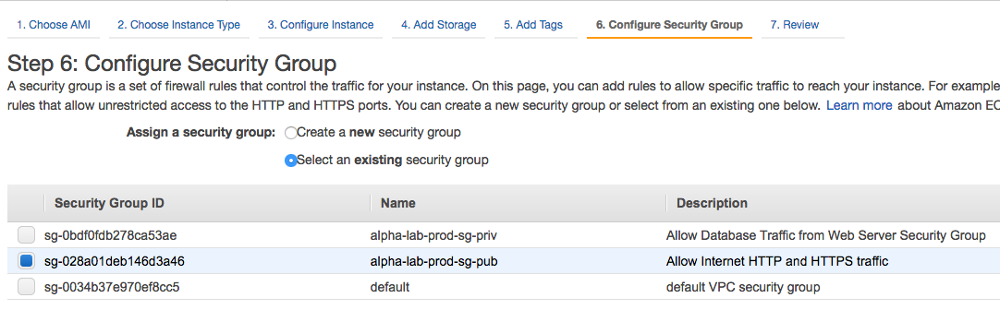 1. Choose AMI 2. Choose Instance Type 3. Configure Instance 4. Add Storage 5. Add Tags 6. Configure Security Group 7. Review
Step 6: Configure Security Group
A security group is a set of firewall rules that control the traffic for your instance. On this page, you can add rules to allow specific traffic to reach your instance. For example
rules that allow unrestricted access to the HTTP and HTTPS ports. You can create a new security group or select from an existing one below. Learn more about Amazon EC
Assign a security group: Create a new security group
Select an existing security group
Security Group ID Name Description
sg-0bdf0fdb278ca53ae alpha-lab-prod-sg-priv Allow Database Traffic from Web Server Security Group
sg-028a01deb146d3a46 alpha-lab-prod-sg-pub Allow Internet HTTP and HTTPS traffic
sg-0034b37e970ef8cc5 default default VPC security group